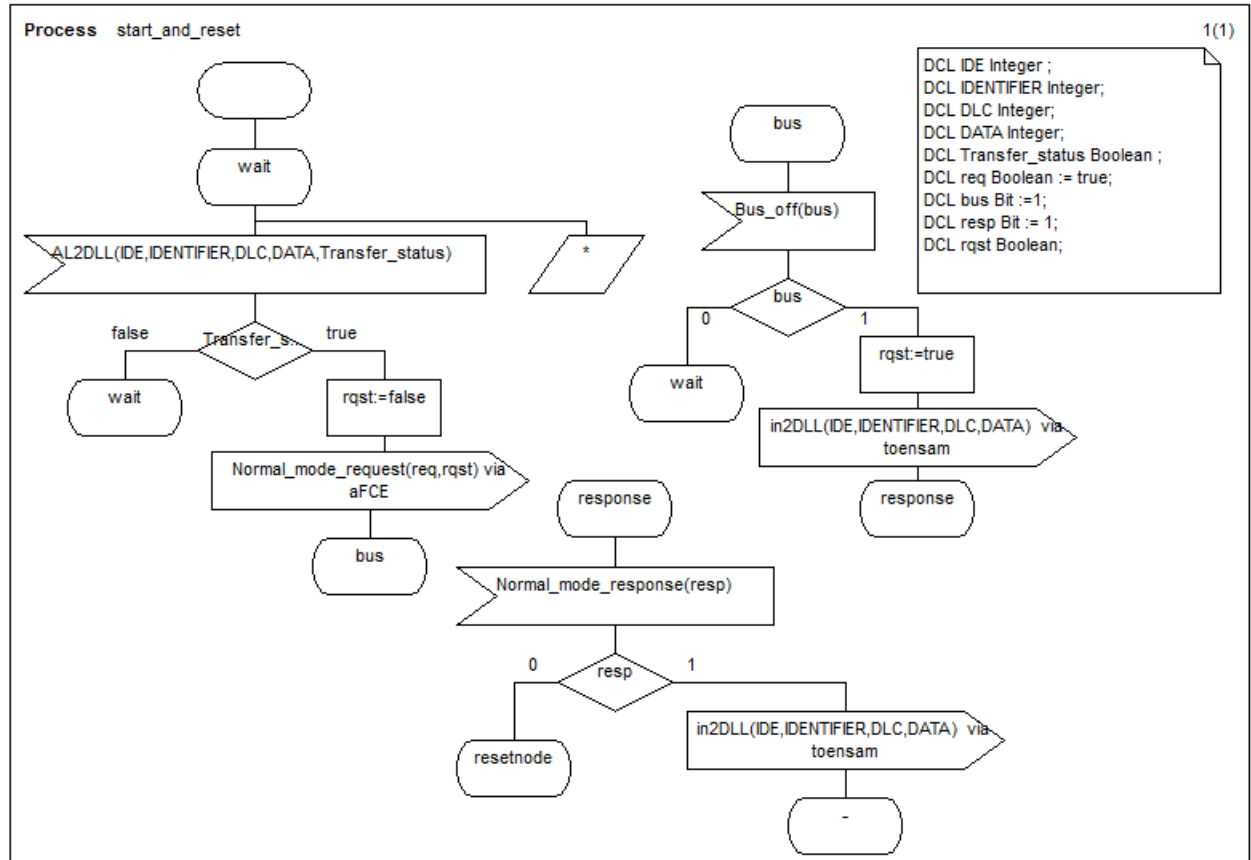 Process start_and_reset
1(1)
DCL IDE Integer ;
DCL IDENTIFIER Integer;
DCL DLC Integer;
DCL DATA Integer;
DCL Transfer_status Boolean ;
DCL req Boolean := true;
DCL bus Bit :=1;
DCL resp Bit := 1;
DCL rqst Boolean;
wait
AL2DLL(IDE,IDENTIFIER,DLC,DATA,Transfer_status)
*
false
Transfer_s...
true
wait
rqst:=false
Normal_mode_request(req,rqst) via
aFCE
bus
bus
Bus_off(bus)
bus
0
1
wait
rqst:=true
in2DLL(IDE,IDENTIFIER,DLC,DATA) via
toensam
response
response
Normal_mode_response(resp)
0
resp
1
resetnode
in2DLL(IDE,IDENTIFIER,DLC,DATA) via
toensam
-